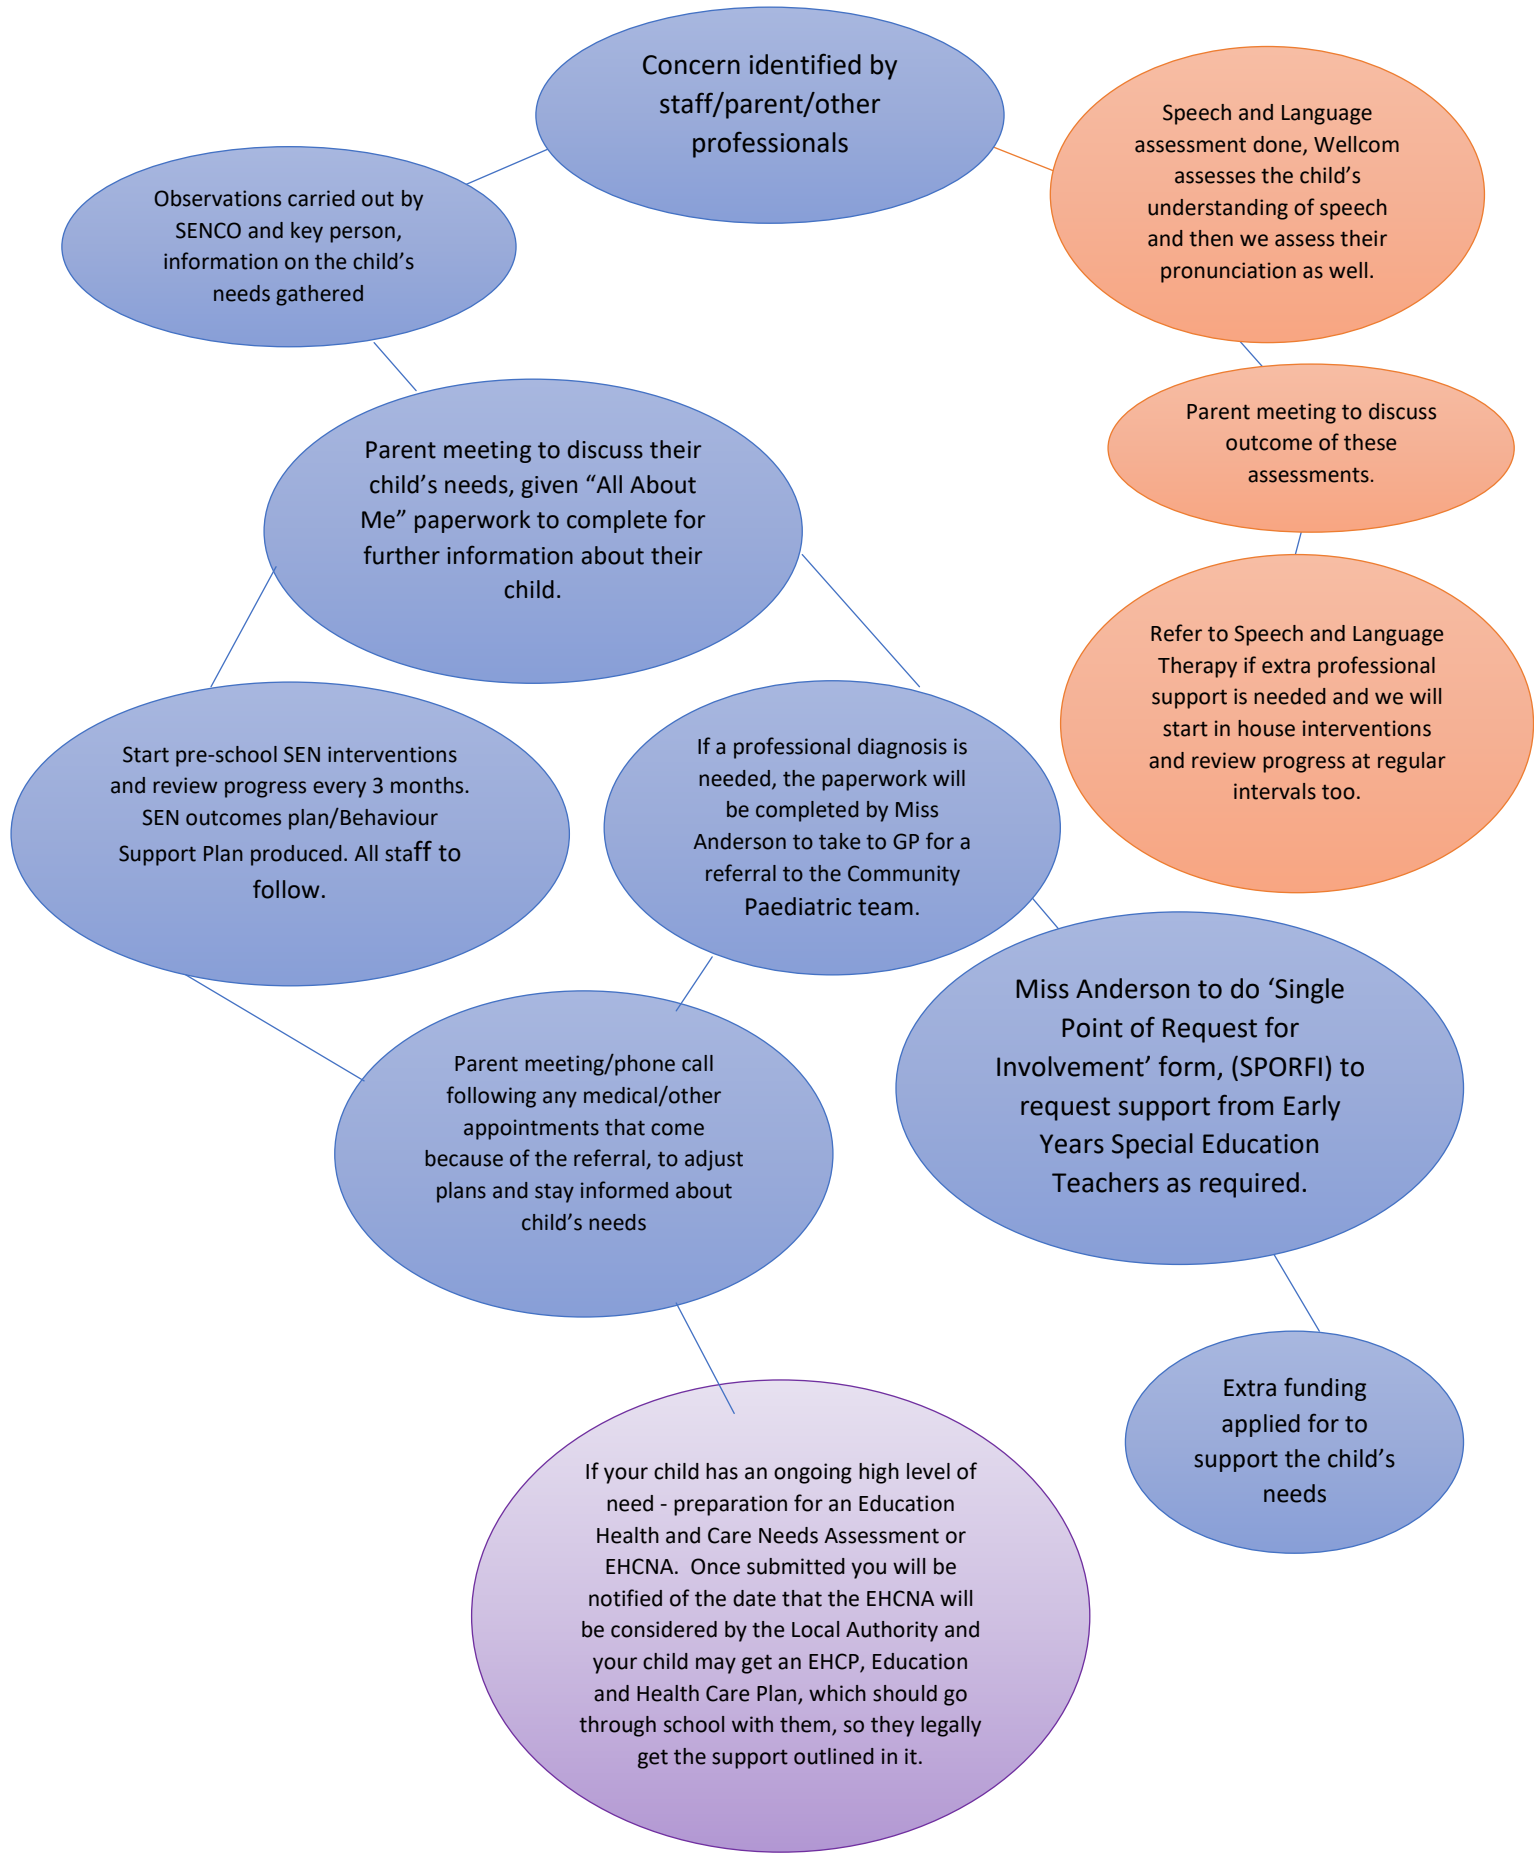 Concern identified by
staff/parent/other
professionals
Speech and Language
assessment done, Wellcom
assesses the child’s
understanding of speech
and then we assess their
pronunciation as well.
Observations carried out by
SENCO and key person,
information on the child’s
needs gathered
Parent meeting to discuss
outcome of these
assessments.
Parent meeting to discuss their
child’s needs, given “All About
Me” paperwork to complete for
further information about their
child.
Refer to Speech and Language
Therapy if extra professional
support is needed and we will
start in house interventions
and review progress at regular
intervals too.
Start pre-school SEN interventions
and review progress every 3 months.
SEN outcomes plan/Behaviour
Support Plan produced. All staff to
follow.
If a professional diagnosis is
needed, the paperwork will
be completed by Miss
Anderson to take to GP for a
referral to the Community
Paediatric team.
Miss Anderson to do ‘Single
Point of Request for
Involvement’ form, (SPORFI) to
request support from Early
Years Special Education
Teachers as required.
Parent meeting/phone call
following any medical/other
appointments that come
because of the referral, to adjust
plans and stay informed about
child’s needs
Extra funding
applied for to
support the child’s
needs
If your child has an ongoing high level of
need - preparation for an Education
Health and Care Needs Assessment or
EHCNA.  Once submitted you will be
notified of the date that the EHCNA will
be considered by the Local Authority and
your child may get an EHCP, Education
and Health Care Plan, which should go
through school with them, so they legally
get the support outlined in it.